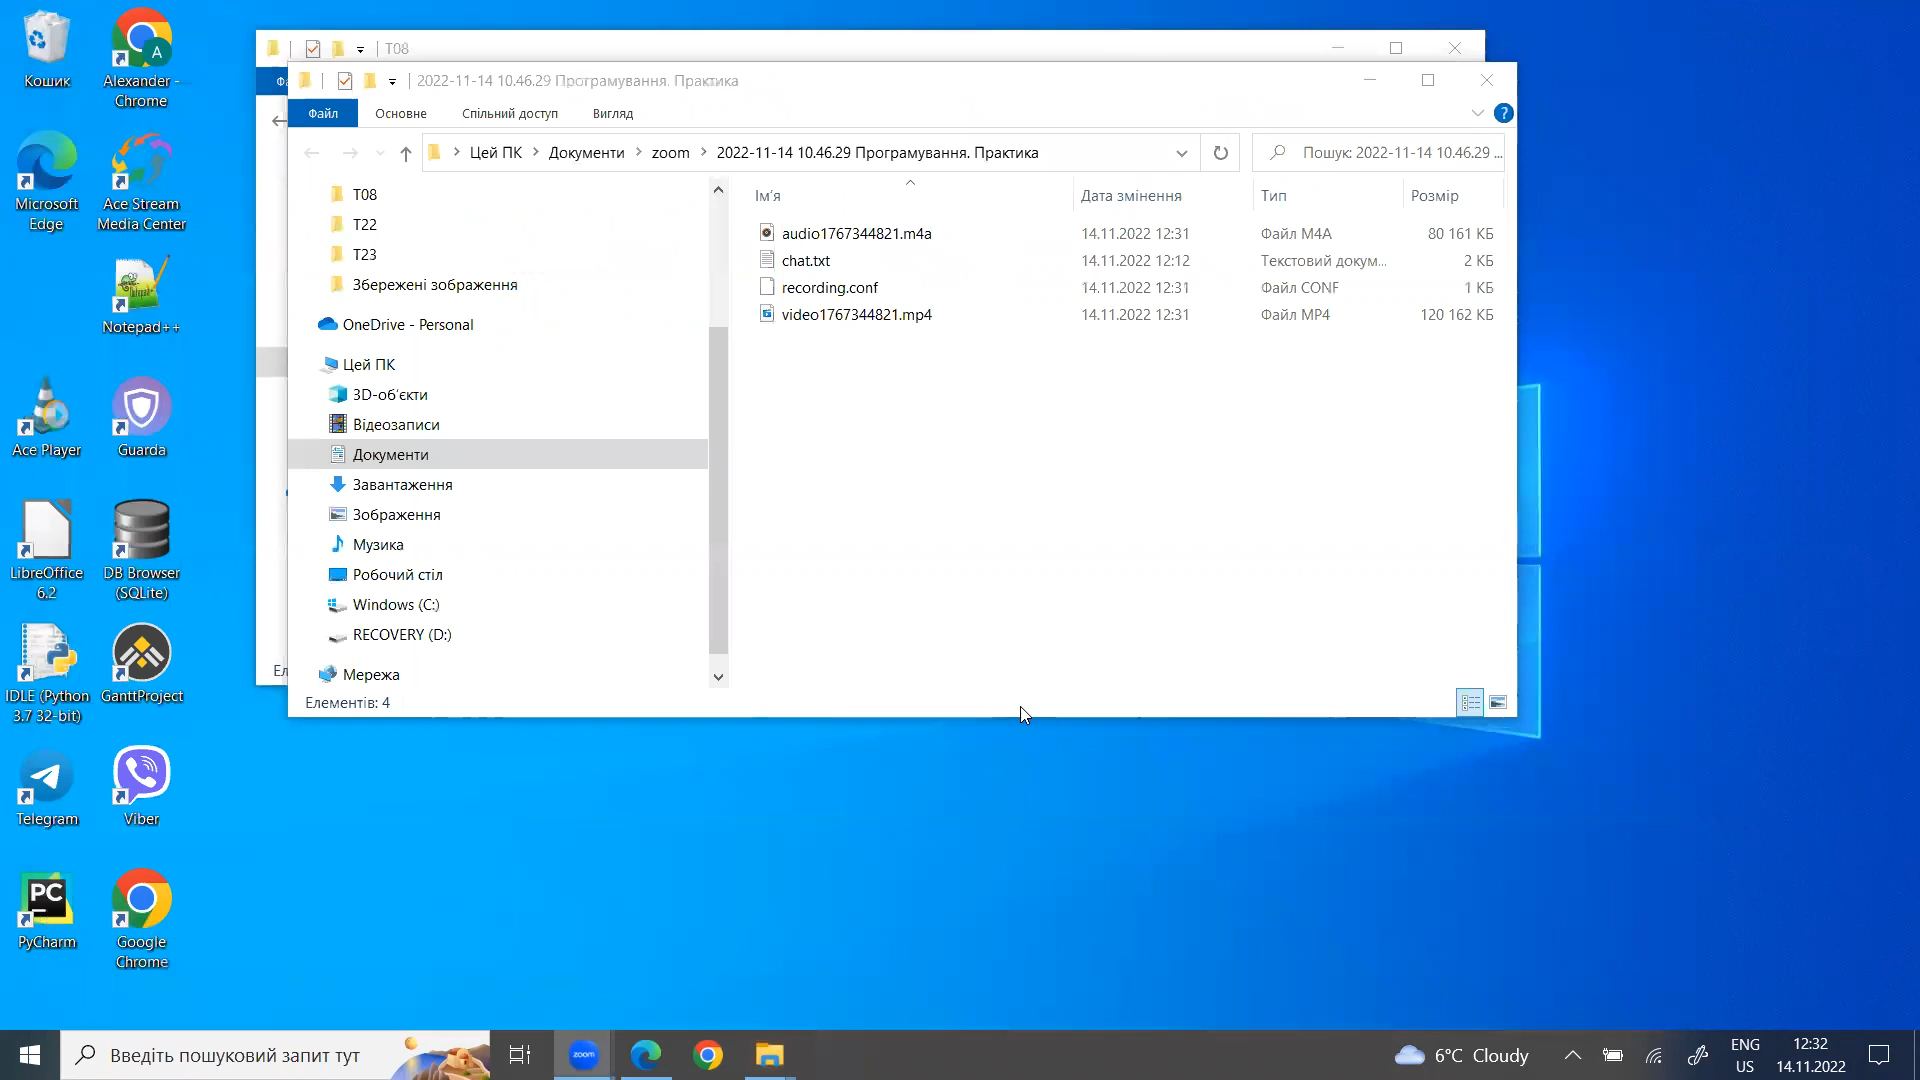 Кошик
Alexander -
Chrome
Microsoft
Edge
Ace Stream
Media Center
Notepad++
Ace Player
Guarda
LibreOffice
6.2
DB Browser
(SQLite)
IDLE (Python
3.7 32-bit)
GanttProject
Telegram
Viber
PyCharm
Google
Chrome
T08
2022-11-14 10.46.29 Програмування. Практика
Файл
Основне
Спільний доступ
Вигляд
Цей ПК
Документи
zoom
2022-11-14 10.46.29 Програмування. Практика
Пошук: 2022-11-14 10.46.29 ...
T08
T22
T23
Збережені зображення
OneDrive - Personal
Цей ПК
3D-об'єкти
Відеозаписи
Документи
Завантаження
Зображення
Музика
Робочий стіл
Windows (C:)
RECOVERY (D:)
Мережа
Ім'я
Дата змінення
Тип
Розмір
audio1767344821.m4a 14.11.2022 12:31 Файл M4A 80 161 КБ
chat.txt 14.11.2022 12:12 Текстовий докум... 2 КБ
recording.conf 14.11.2022 12:31 Файл CONF 1 КБ
video1767344821.mp4 14.11.2022 12:31 Файл MP4 120 162 КБ
Елементів: 4
Введіть пошуковий запит тут
zoom
6°C Cloudy
ENG
US
12:32
14.11.2022